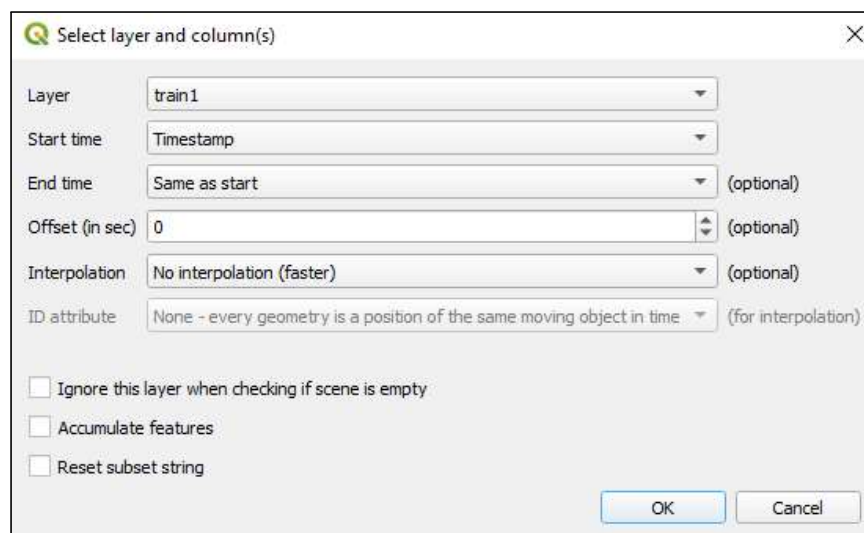 Select layer and column(s)
Layer train1
Start time Timestamp
End time Same as start (optional)
Offset (in sec) 0 (optional)
Interpolation No interpolation (faster) (optional)
ID attribute None - every geometry is a position of the same moving object in time (for interpolation)
Ignore this layer when checking if scene is empty
Accumulate features
Reset subset string
OK Cancel